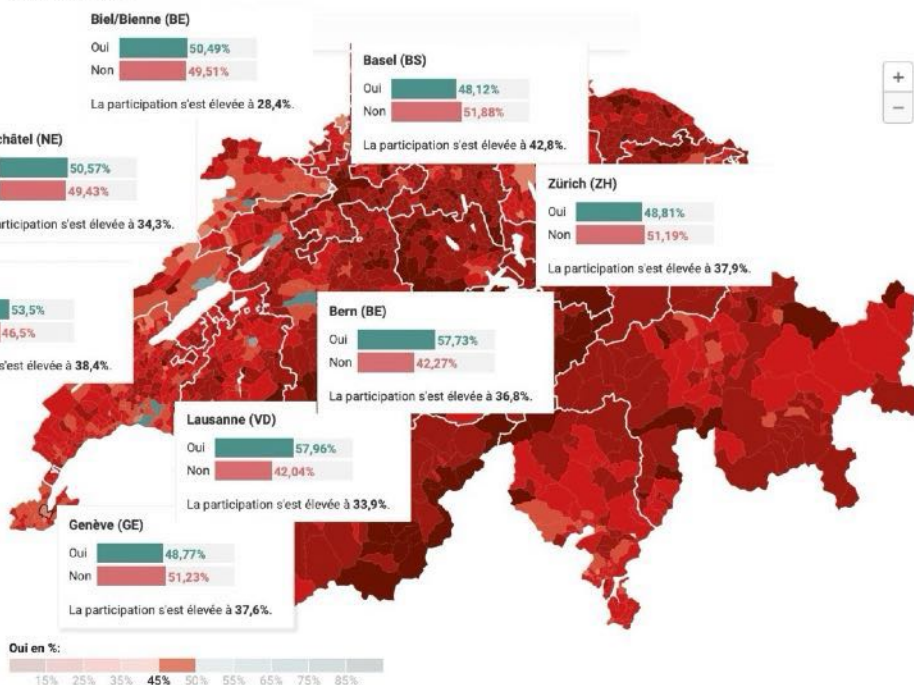 Biel/Bienne (BE)
Oui 50,49%
Non 49,51%
La participation s'est élevée à 28,4%.
Basel (BS)
Oui 48,12%
Non 51,88%
La participation s'est élevée à 42,8%.
+
−
châtel (NE)
50,57%
49,43%
articipation s'est élevée à 34,3%.
Zürich (ZH)
Oui 48,81%
Non 51,19%
La participation s'est élevée à 37,9%.
53,5%
46,5%
s'est élevée à 38,4%.
Bern (BE)
Oui 57,73%
Non 42,27%
La participation s'est élevée à 36,8%.
Lausanne (VD)
Oui 57,96%
Non 42,04%
La participation s'est élevée à 33,9%.
Genève (GE)
Oui 48,77%
Non 51,23%
La participation s'est élevée à 37,6%.
Oui en %:
15% 25% 35% 45% 50% 55% 65% 75% 85%